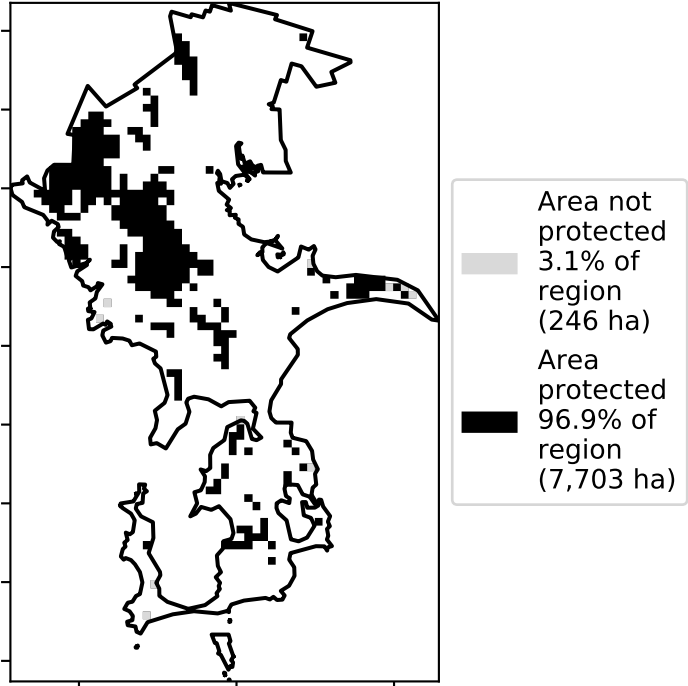 Area not
protected
3.1% of
region
(246 ha)
Area
protected
96.9% of
region
(7,703 ha)